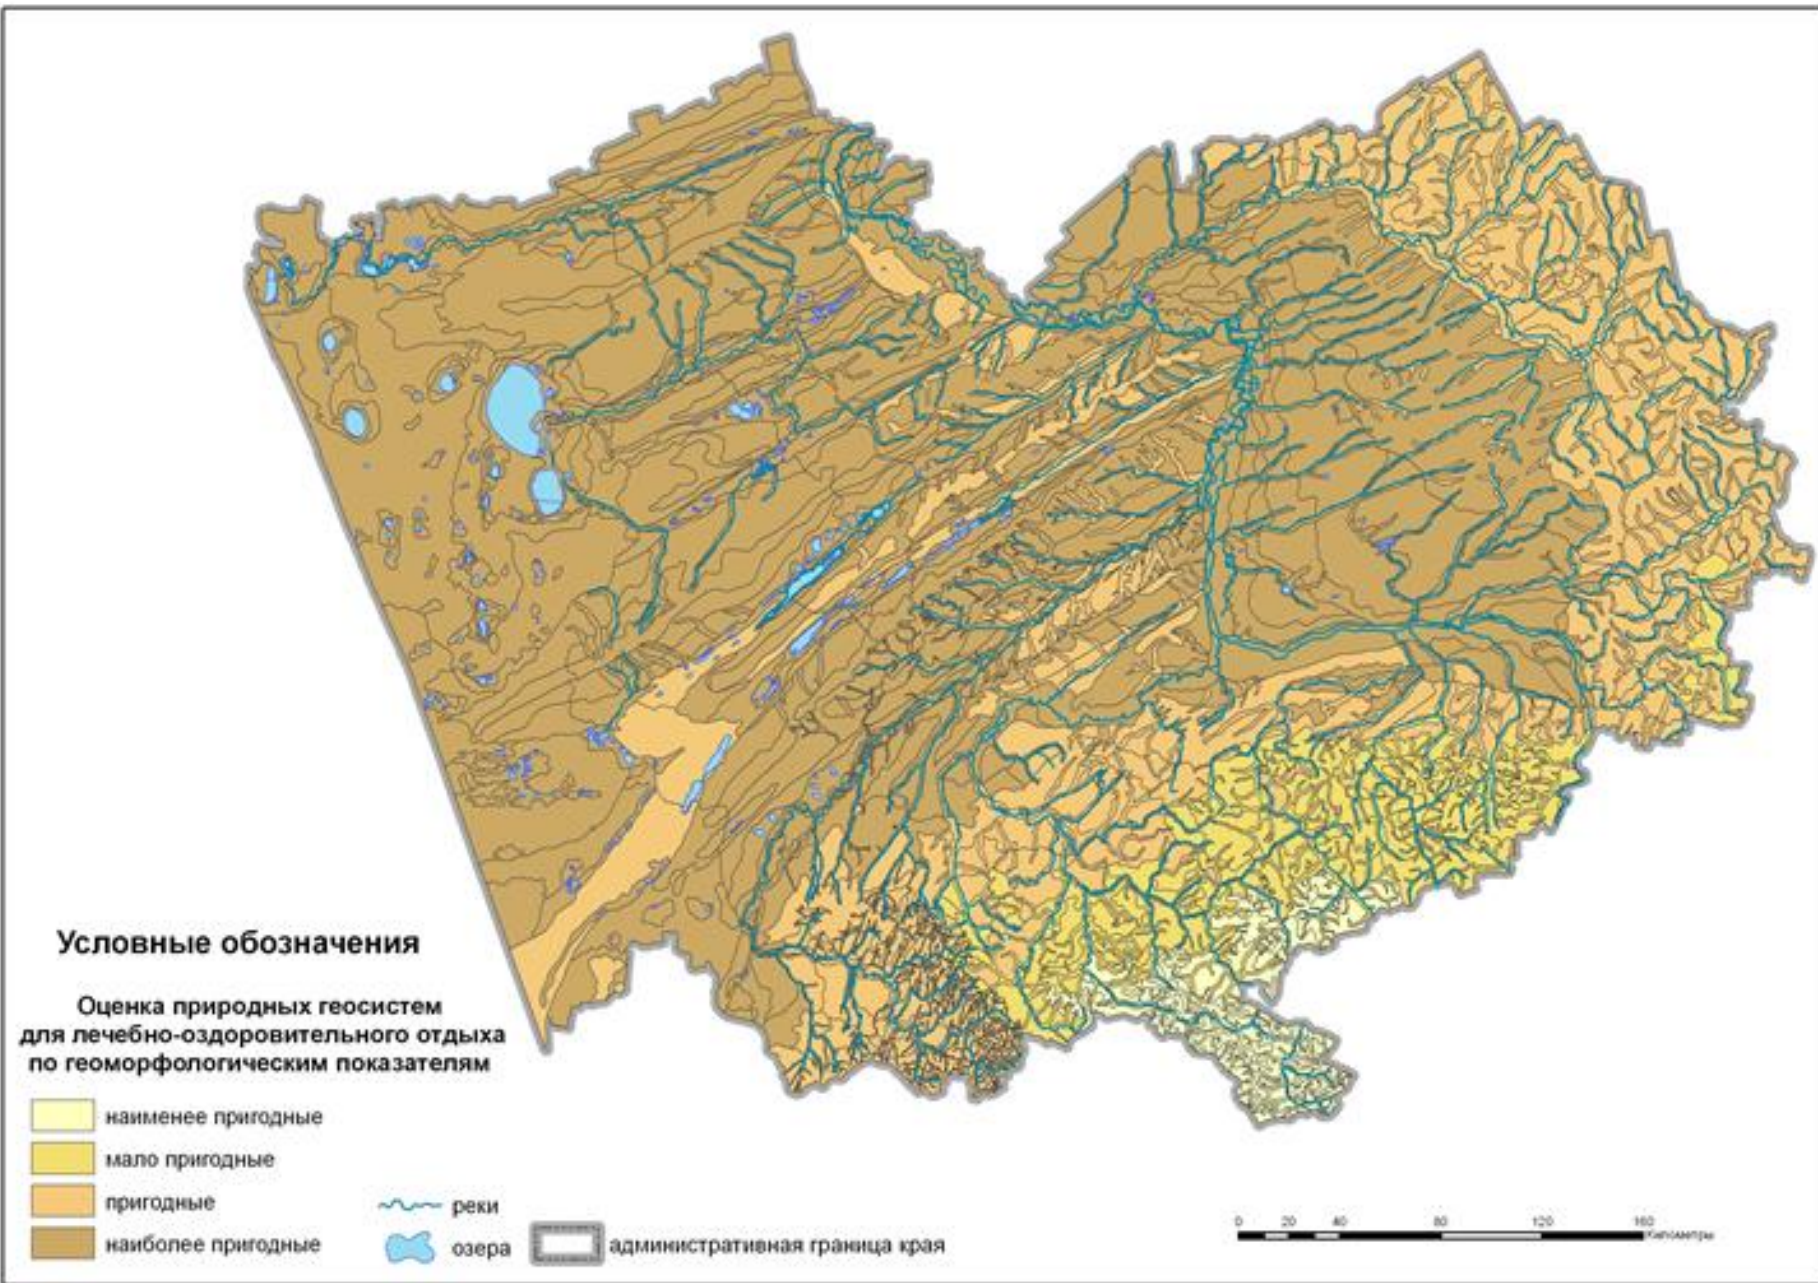 Условные обозначения
Оценка природных геосистем
для лечебно-оздоровительного отдыха
по геоморфологическим показателям
наименее пригодные
мало пригодные
пригодные
наиболее пригодные
реки
озера
административная граница края
0 20 40 80 120 160
Километры